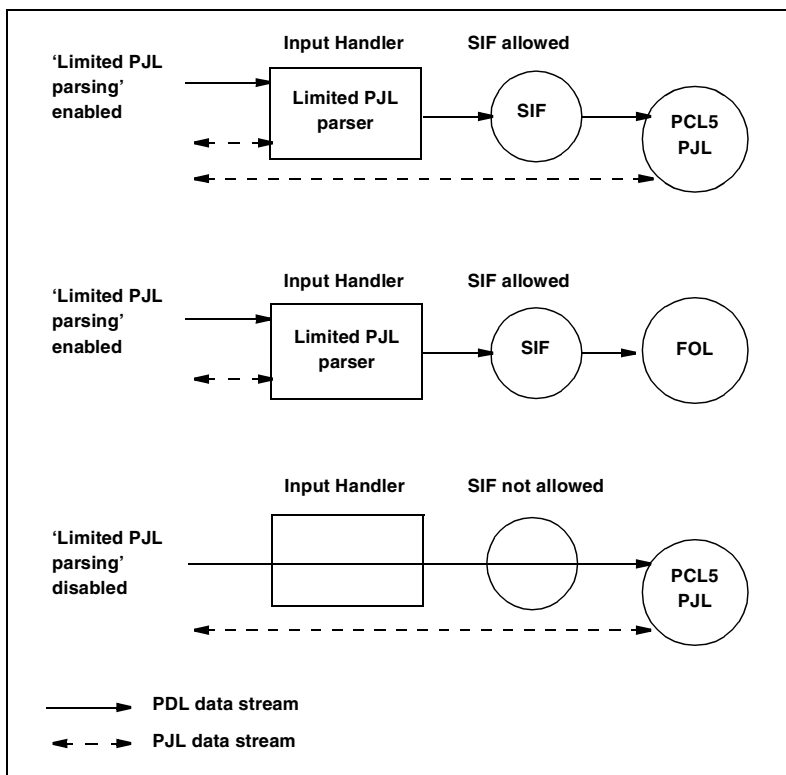 Input Handler
SIF allowed
‘Limited PJL
parsing’
enabled
Limited PJL
parser
SIF
PCL5
PJL
Input Handler
SIF allowed
‘Limited PJL
parsing’
enabled
Limited PJL
parser
SIF
FOL
Input Handler
SIF not allowed
‘Limited PJL
parsing’
disabled
PCL5
PJL
PDL data stream
PJL data stream